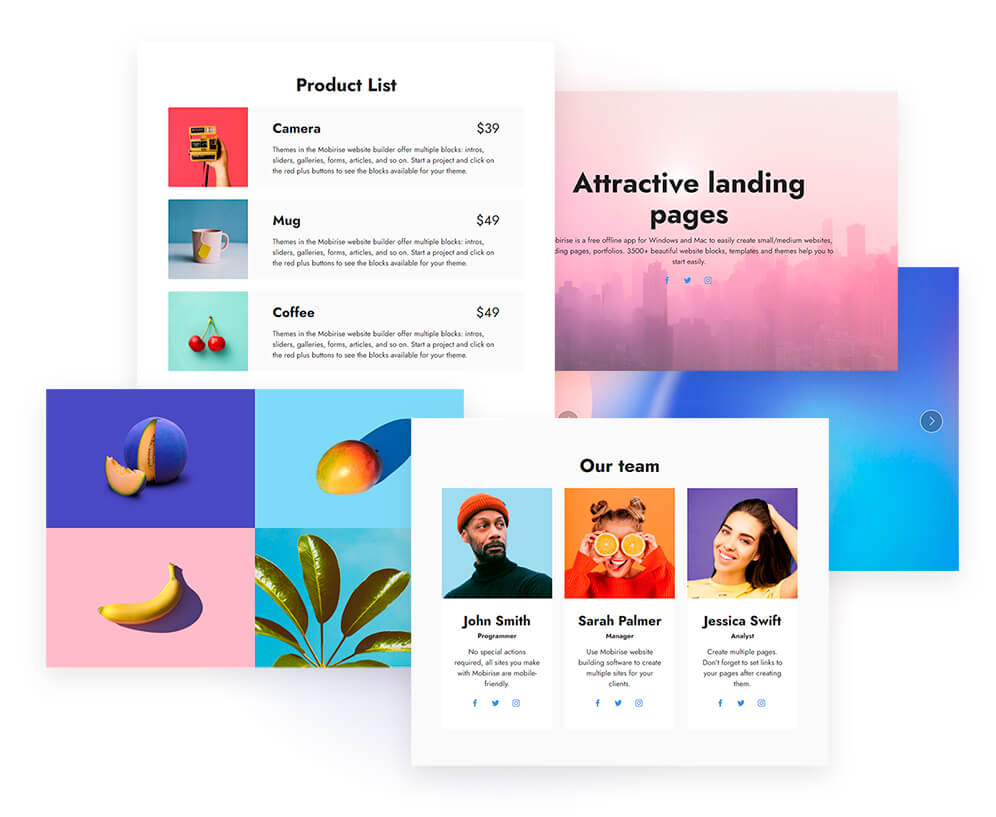 Product List
Camera
$39
Themes in the Mobirise website builder offer multiple blocks: intros,
sliders, galleries, forms, articles, and so on. Start a project and click on
the red plus buttons to see the blocks available for your theme.
Mug
$49
Themes in the Mobirise website builder offer multiple blocks: intros,
sliders, galleries, forms, articles, and so on. Start a project and click on
the red plus buttons to see the blocks available for your theme.
Coffee
$49
Themes in the Mobirise website builder offer multiple blocks: intros,
sliders, galleries, forms, articles, and so on. Start a project and click on
the red plus buttons to see the blocks available for your theme.
Attractive landing
pages
is a free offline app for Windows and Mac to easily create small/medium websites,
pages, portfolios. 3500+ beautiful website blocks, templates and themes help you to
start easily.
Our team
John Smith
Programmer
No special actions
required, all sites you make
with Mobirise are mobile-
friendly.
Sarah Palmer
Manager
Use Mobirise website
building software to create
multiple sites for your
clients.
Jessica Swift
Analyst
Create multiple pages.
Don't forget to set links to
your pages after creating
them.